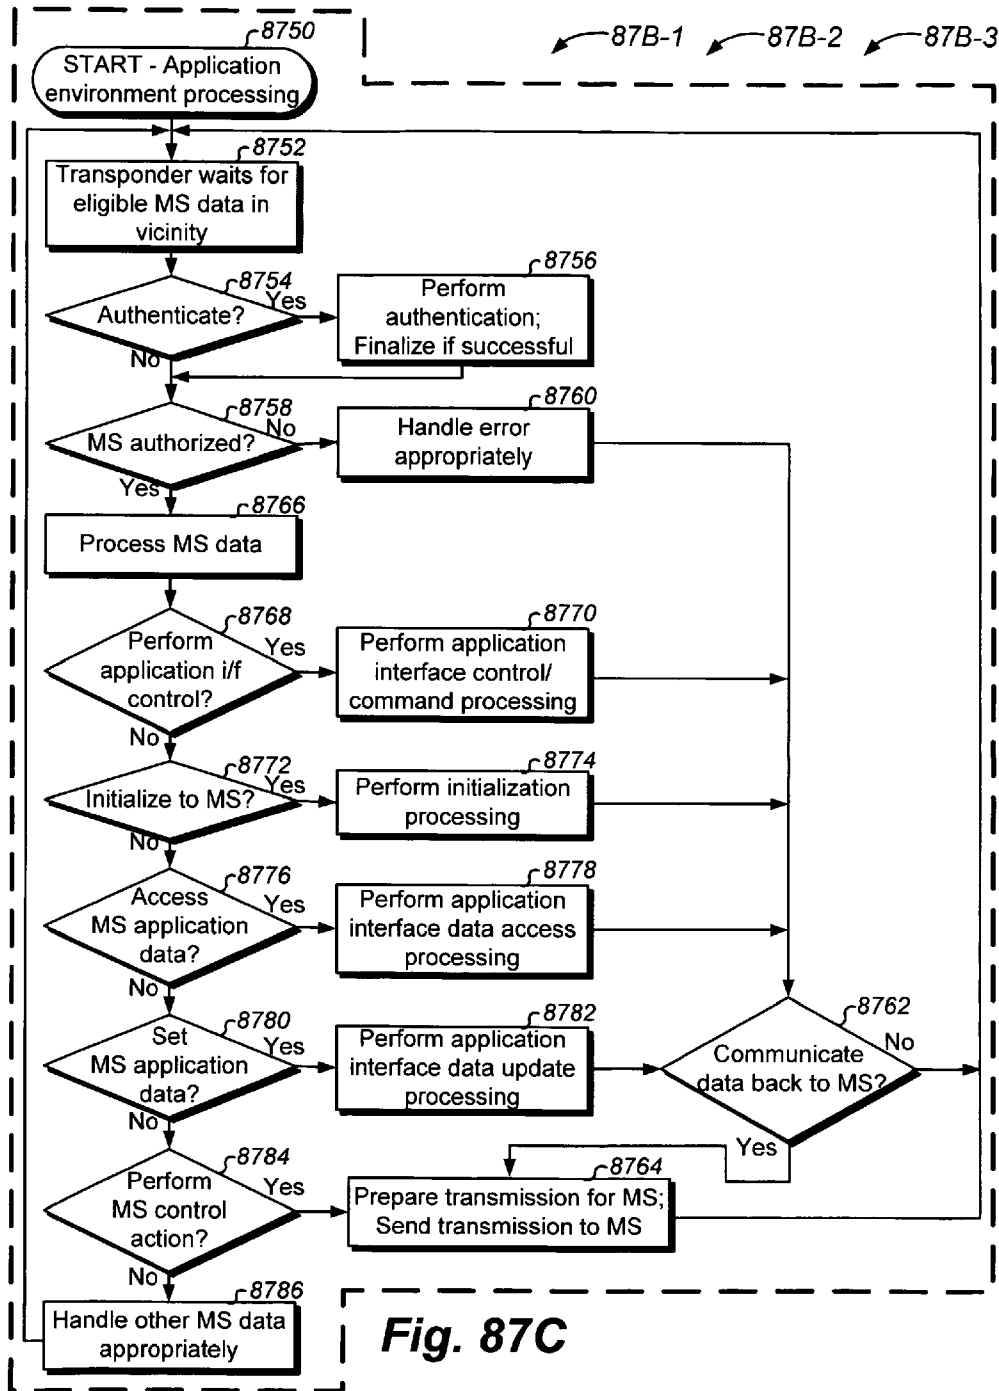 8750
87B-1 87B-2 87B-3
START - Application
environment processing
8752
Transponder waits for
eligible MS data in
vicinity
8754
Authenticate?
Yes
No
8756
Perform
authentication;
Finalize if successful
8758
MS authorized?
No
Yes
8760
Handle error
appropriately
8766
Process MS data
8768
Perform
application i/f
control?
Yes
No
8770
Perform application
interface control/
command processing
8772
Initialize to MS?
Yes
No
8774
Perform initialization
processing
8776
Access
MS application
data?
Yes
No
8778
Perform application
interface data access
processing
8780
Set
MS application
data?
Yes
No
8782
Perform application
interface data update
processing
8762
Communicate
data back to MS?
No
Yes
8784
Perform
MS control
action?
Yes
No
8764
Prepare transmission for MS;
Send transmission to MS
8786
Handle other MS data
appropriately
Fig. 87C